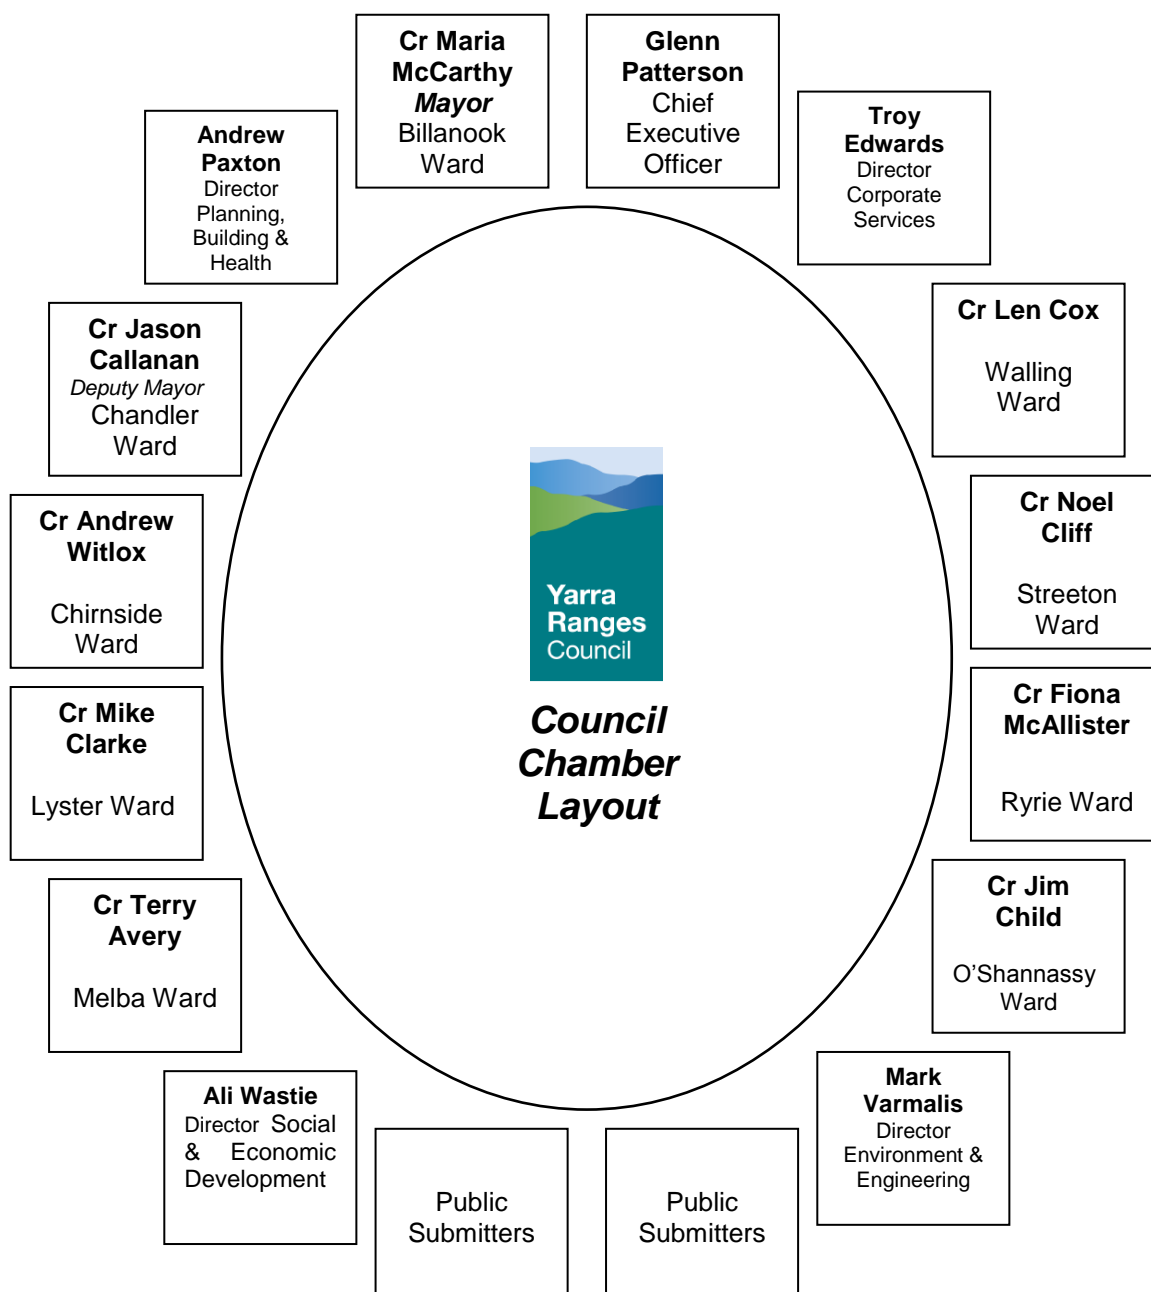 Cr Maria
McCarthy
Mayor
Billanook
Ward
Glenn
Patterson
Chief
Executive
Officer
Andrew
Paxton
Director
Planning,
Building &
Health
Troy
Edwards
Director
Corporate
Services
Cr Jason
Callanan
Deputy Mayor
Chandler
Ward
Cr Len Cox
Walling
Ward
Cr Andrew
Witlox
Chirnside
Ward
Cr Noel
Cliff
Streeton
Ward
Yarra
Ranges
Council
Council
Chamber
Layout
Cr Mike
Clarke
Lyster Ward
Cr Fiona
McAllister
Ryrie Ward
Cr Terry
Avery
Melba Ward
Cr Jim
Child
O'Shannassy
Ward
Ali Wastie
Director Social
& Economic
Development
Mark
Varmalis
Director
Environment &
Engineering
Public
Submitters
Public
Submitters